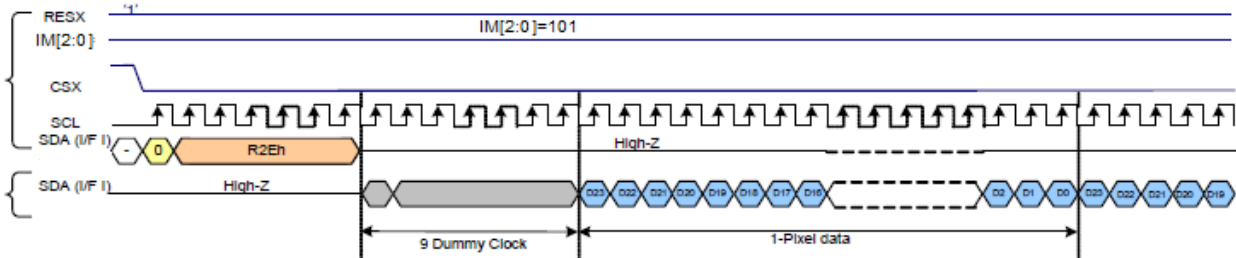 RESX '1'
IM[2:0] IM[2:0]=101
CSX
SCL
SDA (I/F I) - 0 R2Eh High-Z
SDA (I/F I) High-Z D23 D22 D21 D20 D19 D18 D17 D16 D2 D1 D0 D23 D22 D21 D20 D19
9 Dummy Clock 1-Pixel data